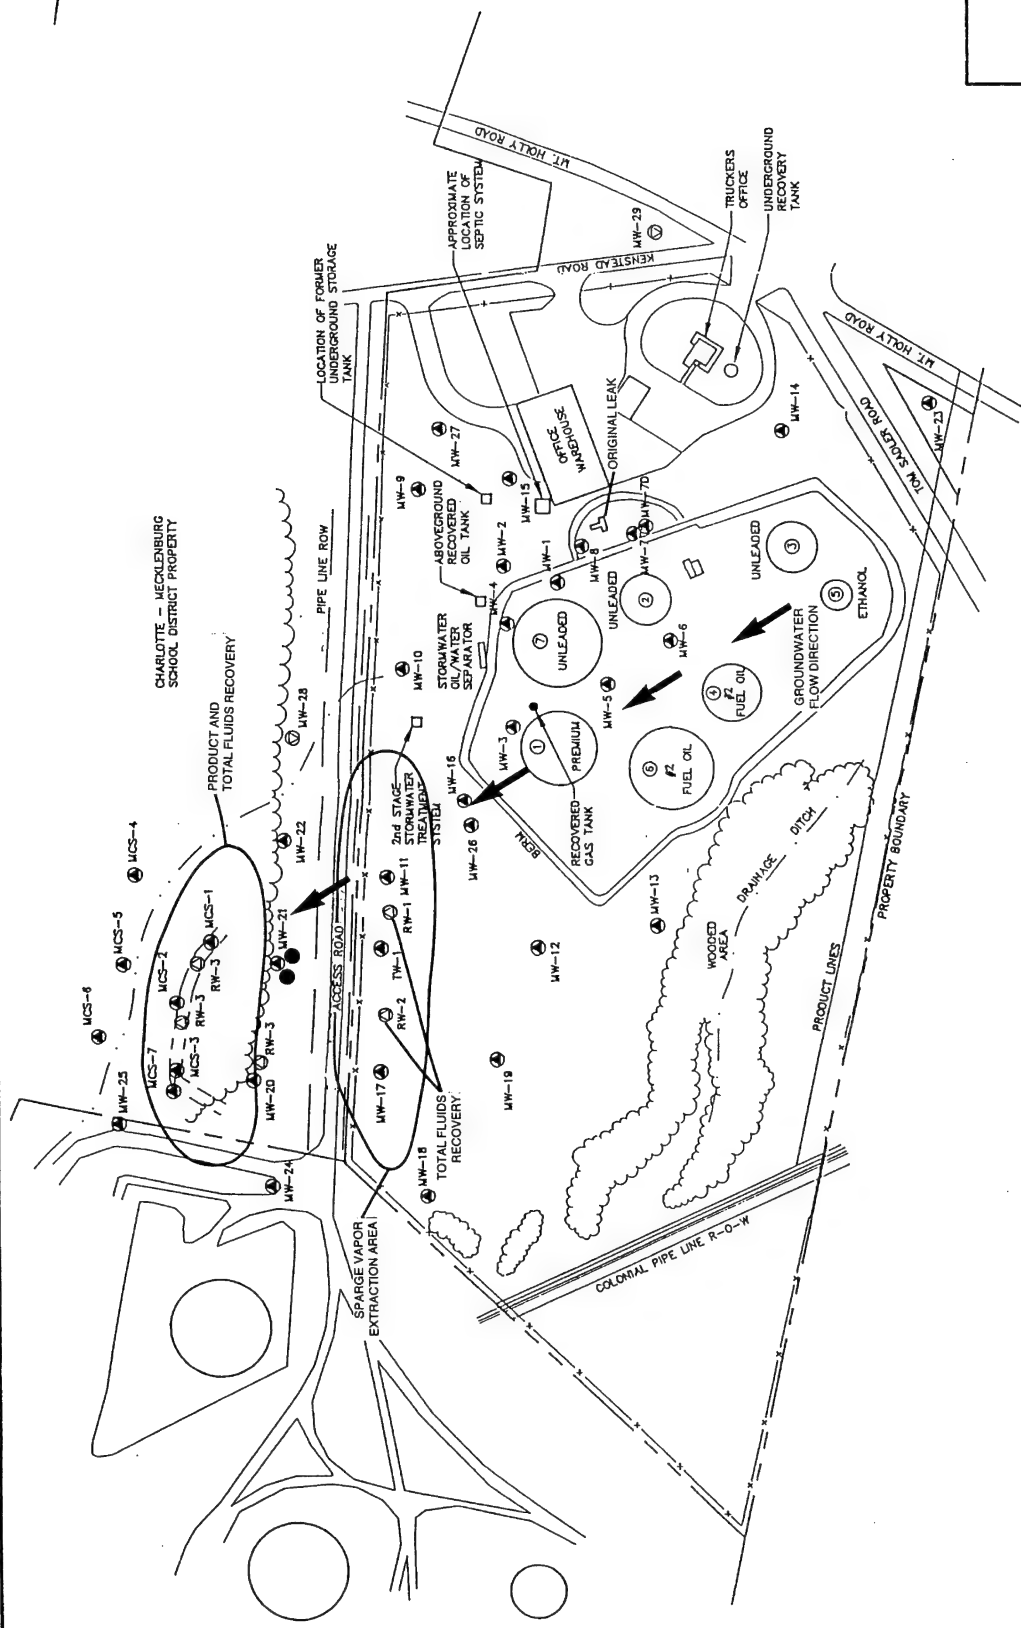 MT. HOLLY ROAD
TRUCKERS
OFFICE
UNDERGROUND
RECOVERY
TANK
APPROXIMATE
LOCATION OF
SEPTIC SYSTEM
MW-29
KENSTEAD ROAD
LOCATION OF FORMER
UNDERGROUND STORAGE
TANK
MT. HOLLY ROAD
TOM SADLER ROAD
MW-23
MW-14
MW-27
MW-9
OFFICE
WAREHOUSE
ORIGINAL LEAK
MW-15
ABOVEGROUND
RECOVERED
OIL TANK
MW-2
MW-1
MW-8
MW-7D
MW-4
UNLEADED
2
UNLEADED
3
5
ETHANOL
CHARLOTTE - MECKLENBURG
SCHOOL DISTRICT PROPERTY
PIPE LINE ROW
PRODUCT AND
TOTAL FLUIDS RECOVERY
MW-28
MW-10
STORMWATER
OIL/WATER
SEPARATOR
7
UNLEADED
MW-6
MW-5
4
#2
FUEL OIL
GROUNDWATER
FLOW DIRECTION
MW-3
1
PREMIUM
6
#2
FUEL OIL
2nd STAGE
STORMWATER
TREATMENT
SYSTEM
MW-16
MW-26
BERM
RECOVERED
GAS TANK
DRAINAGE
DITCH
PROPERTY BOUNDARY
MCS-4
MW-22
MCS-5
MCS-2
MCS-1
RW-3
MW-21
MW-11
RW-1
TW-1
RW-2
ACCESS ROAD
MW-12
MW-13
WOODED
AREA
PRODUCT LINES
MCS-6
MCS-7
MCS-3
RW-3
RW-3
MW-20
MW-25
MW-17
MW-19
MW-24
MW-18
TOTAL FLUIDS
RECOVERY
SPARGE VAPOR
EXTRACTION AREA
COLONIAL PIPE LINE R-O-W